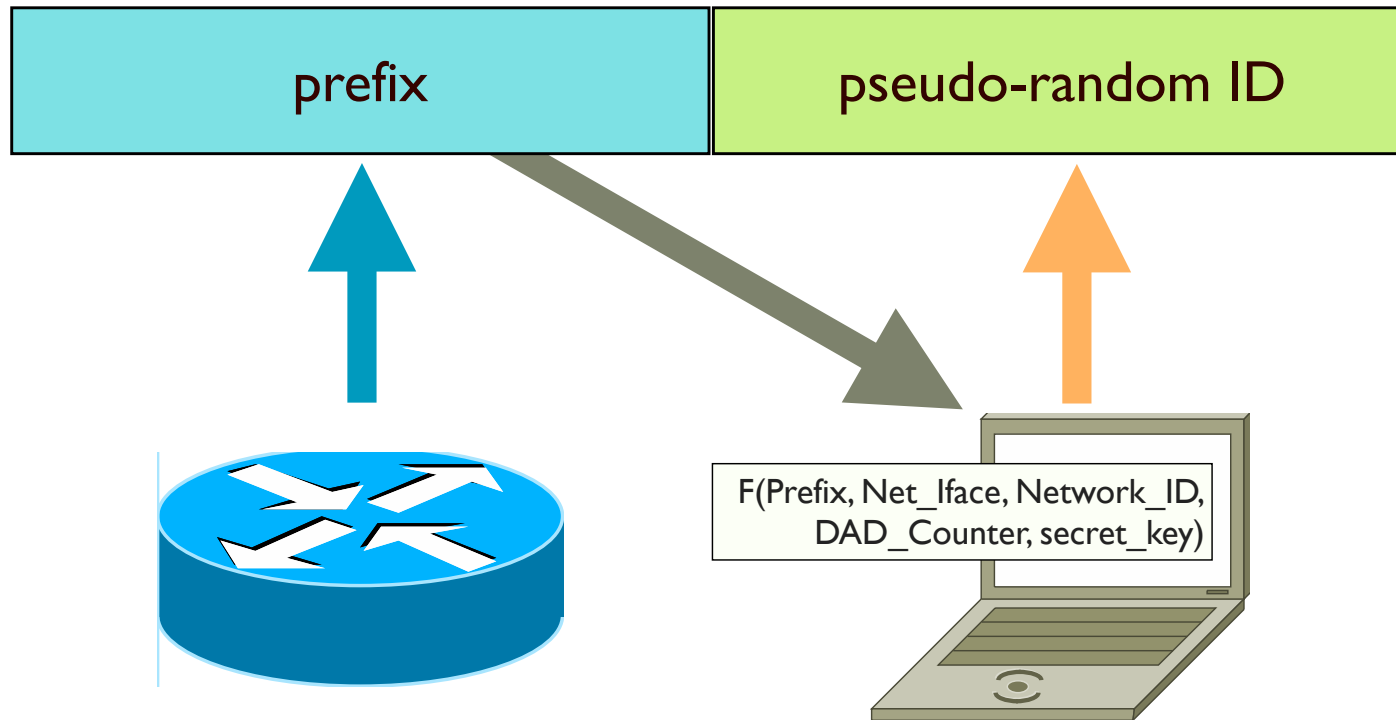 prefix
pseudo-random ID
F(Prefix, Net_Iface, Network_ID,
DAD_Counter, secret_key)